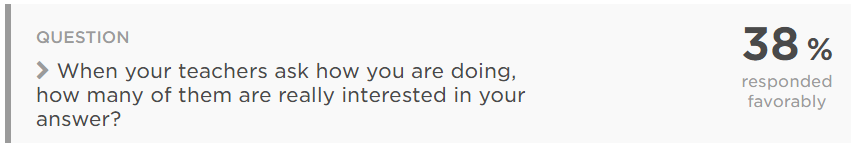 QUESTION
When your teachers ask how you are doing,
how many of them are really interested in your
answer?
38 %
responded
favorably